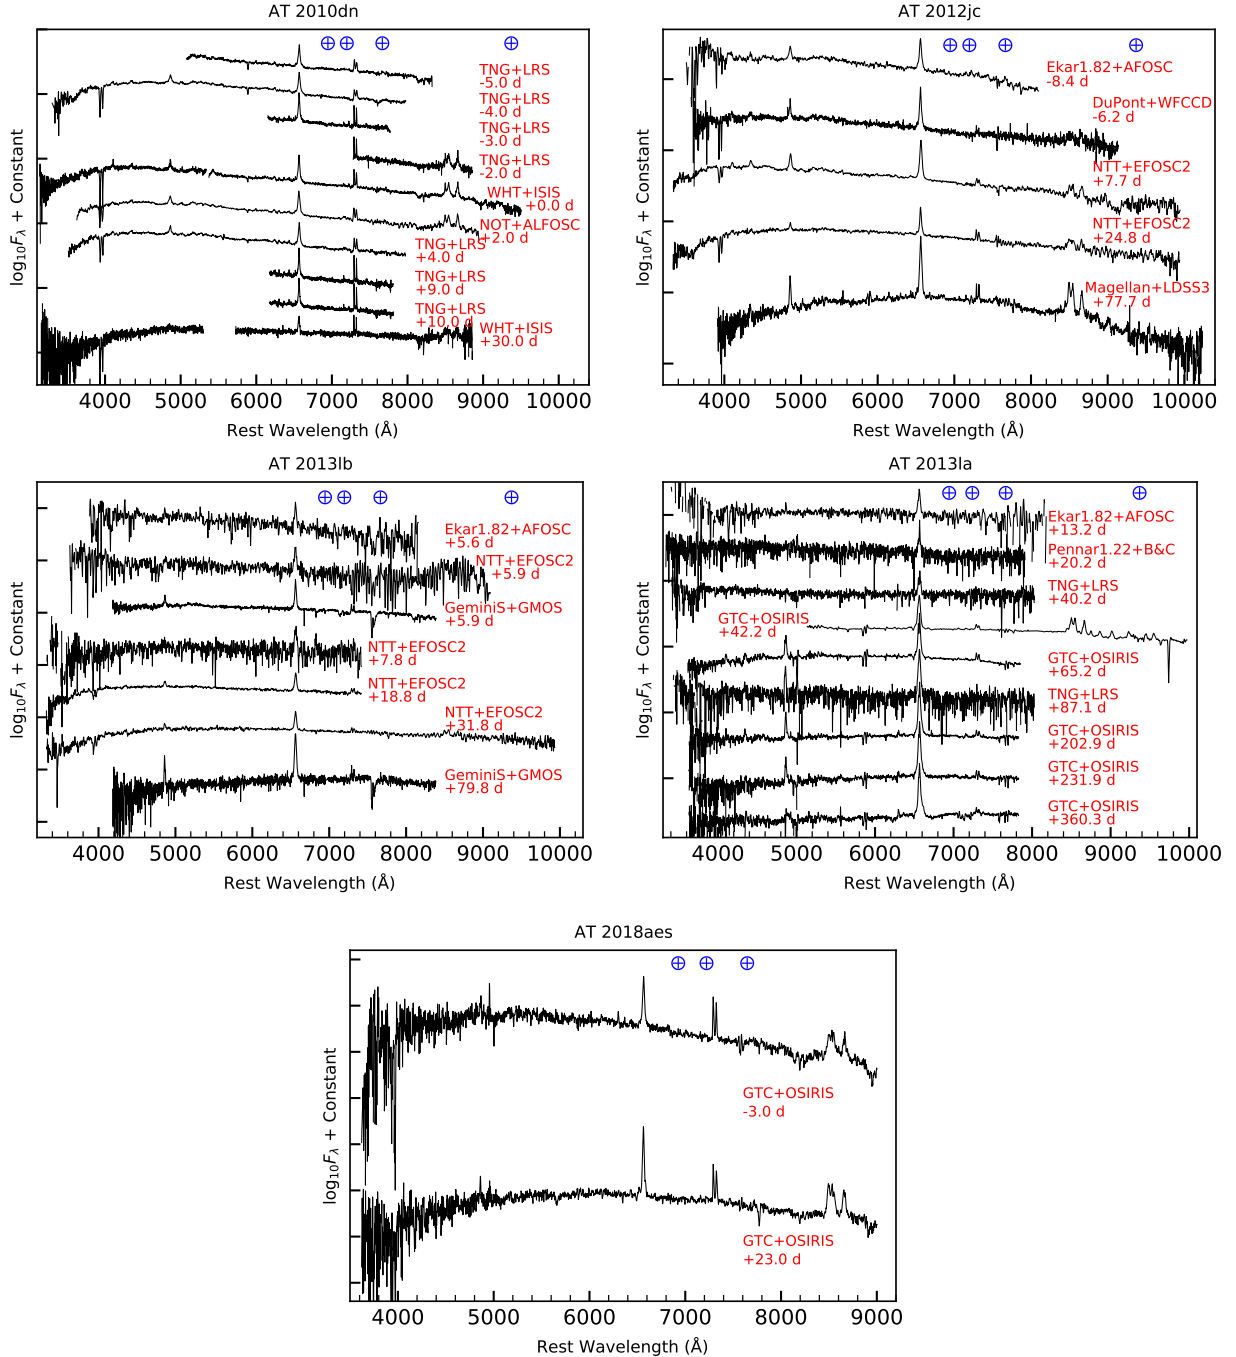 AT 2010dn
log₁₀Fλ + Constant
TNG+LRS
-5.0 d
TNG+LRS
-4.0 d
TNG+LRS
-3.0 d
TNG+LRS
-2.0 d
WHT+ISIS
+0.0 d
NOT+ALFOSC
+2.0 d
TNG+LRS
+4.0 d
TNG+LRS
+9.0 d
TNG+LRS
+10.0 d
WHT+ISIS
+30.0 d
4000 5000 6000 7000 8000 9000 10000
Rest Wavelength (Å)
AT 2012jc
log₁₀Fλ + Constant
Ekar1.82+AFOSC
-8.4 d
DuPont+WFCCD
-6.2 d
NTT+EFOSC2
+7.7 d
NTT+EFOSC2
+24.8 d
Magellan+LDSS3
+77.7 d
4000 5000 6000 7000 8000 9000 10000
Rest Wavelength (Å)
AT 2013lb
log₁₀Fλ + Constant
Ekar1.82+AFOSC
+5.6 d
NTT+EFOSC2
+5.9 d
GeminiS+GMOS
+5.9 d
NTT+EFOSC2
+7.8 d
NTT+EFOSC2
+18.8 d
NTT+EFOSC2
+31.8 d
GeminiS+GMOS
+79.8 d
4000 5000 6000 7000 8000 9000 10000
Rest Wavelength (Å)
AT 2013la
log₁₀Fλ + Constant
Ekar1.82+AFOSC
+13.2 d
Pennar1.22+B&C
+20.2 d
TNG+LRS
+40.2 d
GTC+OSIRIS
+42.2 d
GTC+OSIRIS
+65.2 d
TNG+LRS
+87.1 d
GTC+OSIRIS
+202.9 d
GTC+OSIRIS
+231.9 d
GTC+OSIRIS
+360.3 d
4000 5000 6000 7000 8000 9000 10000
Rest Wavelength (Å)
AT 2018aes
log₁₀Fλ + Constant
GTC+OSIRIS
-3.0 d
GTC+OSIRIS
+23.0 d
4000 5000 6000 7000 8000 9000
Rest Wavelength (Å)